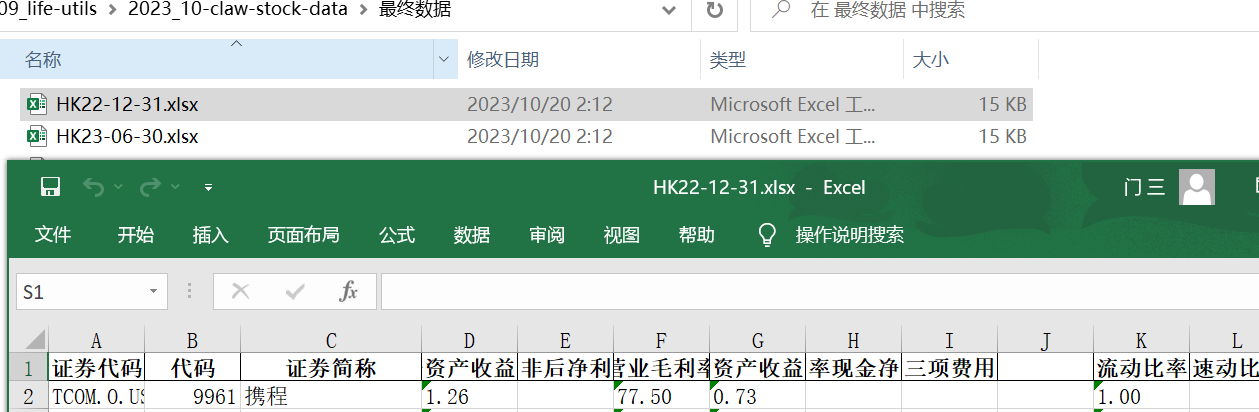 09_life-utils > 2023_10-claw-stock-data > 最终数据
在 最终数据 中搜索
名称 修改日期 类型 大小
HK22-12-31.xlsx 2023/10/20 2:12 Microsoft Excel 工... 15 KB
HK23-06-30.xlsx 2023/10/20 2:12 Microsoft Excel 工... 15 KB
HK22-12-31.xlsx - Excel
门 三
文件 开始 插入 页面布局 公式 数据 审阅 视图 帮助 操作说明搜索
S1 fx
A B C D E F G H I J K L
1 证券代码 代码 证券简称 资产收益 非后净利 营业毛利率 资产收益 率现金净 三项费用 流动比率 速动比
2 TCOM.O.US 9961 携程 1.26 77.50 0.73 1.00